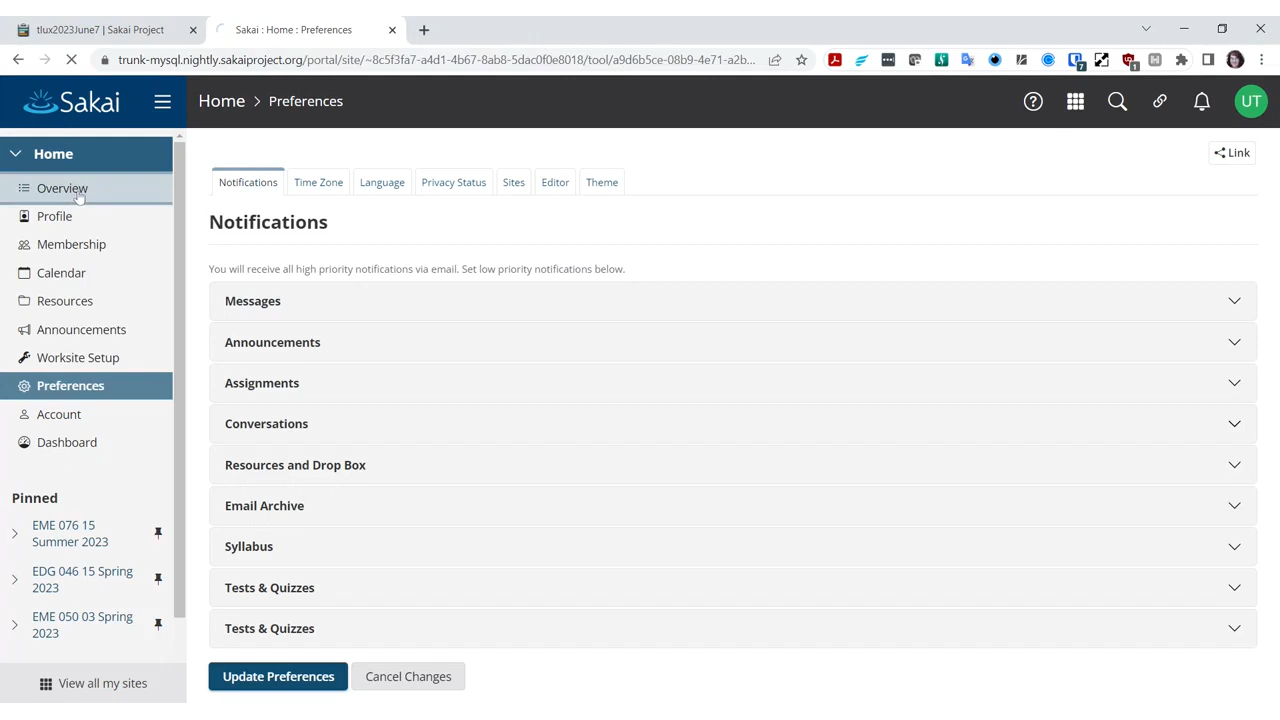 tlux2023June7 | Sakai Project
Sakai : Home : Preferences
trunk-mysql.nightly.sakaiproject.org/portal/site/~8c5f3fa7-a4d1-4b67-8ab8-5dac9f0e8018/tool/a9d6b5ce-08b9-4e71-a2b...
7
1
Sakai
Home > Preferences
UT
Home
Overview
Profile
Membership
Calendar
Resources
Announcements
Worksite Setup
Preferences
Account
Dashboard
Pinned
EME 076 15
Summer 2023
EDG 046 15 Spring
2023
EME 050 03 Spring
2023
View all my sites
Link
Notifications
Time Zone
Language
Privacy Status
Sites
Editor
Theme
Notifications
You will receive all high priority notifications via email. Set low priority notifications below.
Messages
Announcements
Assignments
Conversations
Resources and Drop Box
Email Archive
Syllabus
Tests & Quizzes
Tests & Quizzes
Update Preferences
Cancel Changes